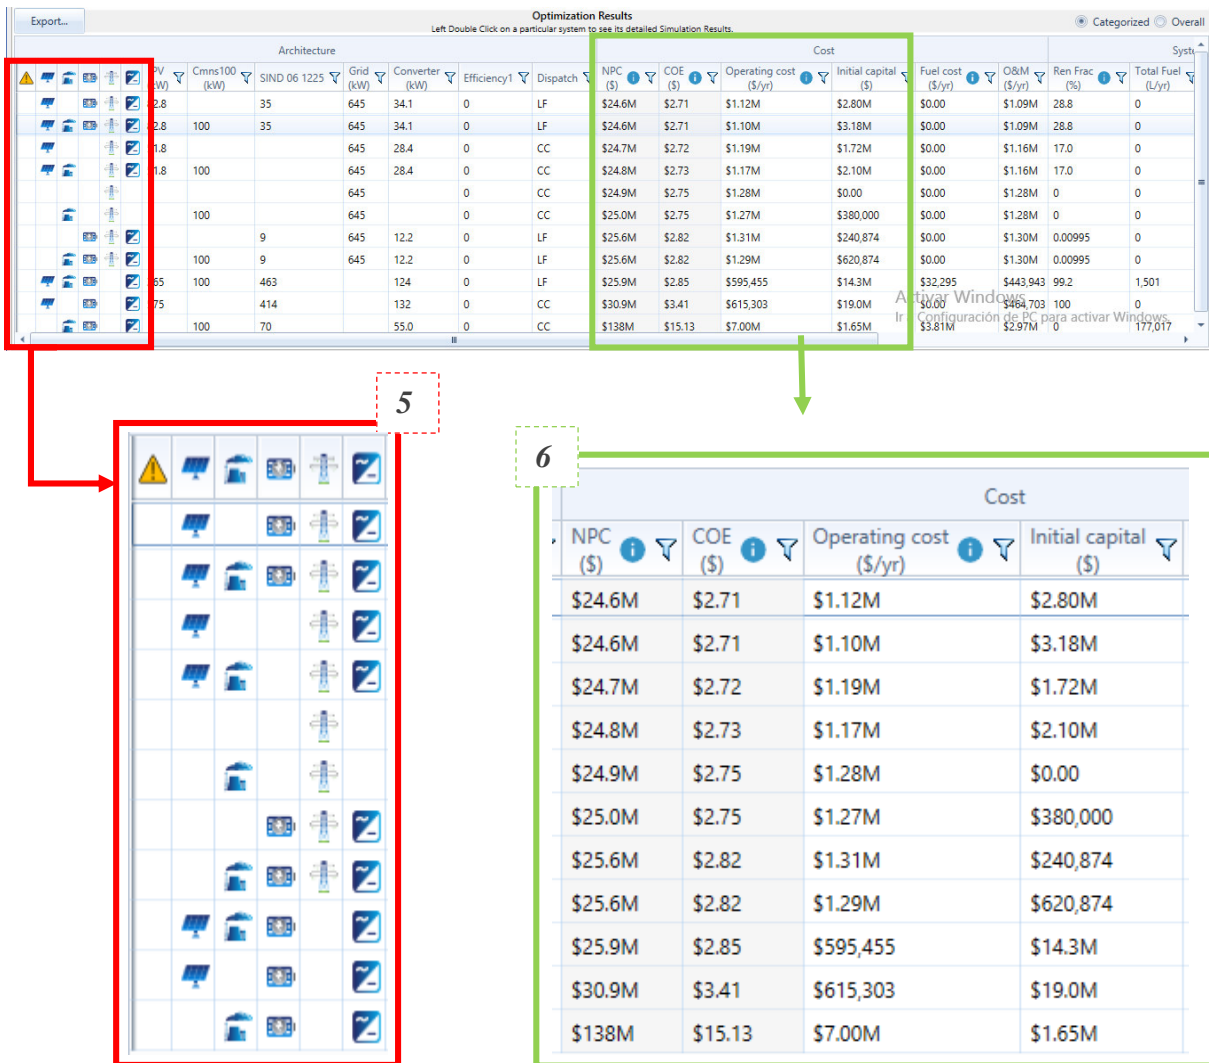 Export...
Optimization Results
Left Double Click on a particular system to see its detailed Simulation Results.
Categorized Overall
Architecture Cost
PV (kW) Cmns100 (kW) SIND 06 1225 Grid (kW) Converter (kW) Efficiency1 Dispatch NPC ($) COE ($) Operating cost ($/yr) Initial capital ($) Fuel cost ($/yr) O&M ($/yr) Ren Frac (%) Total Fuel (L/yr)
35 645 34.1 0 LF $24.6M $2.71 $1.12M $2.80M $0.00 $1.09M 28.8 0
100 35 645 34.1 0 LF $24.6M $2.71 $1.10M $3.18M $0.00 $1.09M 28.8 0
645 28.4 0 CC $24.7M $2.72 $1.19M $1.72M $0.00 $1.16M 17.0 0
100 645 28.4 0 CC $24.8M $2.73 $1.17M $2.10M $0.00 $1.16M 17.0 0
645 0 CC $24.9M $2.75 $1.28M $0.00 $0.00 $1.28M 0 0
100 645 0 CC $25.0M $2.75 $1.27M $380,000 $0.00 $1.28M 0 0
9 645 12.2 0 LF $25.6M $2.82 $1.31M $240,874 $0.00 $1.30M 0.00995 0
100 9 645 12.2 0 LF $25.6M $2.82 $1.29M $620,874 $0.00 $1.30M 0.00995 0
100 463 124 0 LF $25.9M $2.85 $595,455 $14.3M $32,295 $443,943 99.2 1,501
414 132 0 CC $30.9M $3.41 $615,303 $19.0M $0.00 $464,703 100 0
100 70 55.0 0 CC $138M $15.13 $7.00M $1.65M $3.81M $2.97M 0 177,017
Activar Windows
Ir a Configuración de PC para activar Windows.
5
6
Cost
NPC ($) COE ($) Operating cost ($/yr) Initial capital ($)
$24.6M $2.71 $1.12M $2.80M
$24.6M $2.71 $1.10M $3.18M
$24.7M $2.72 $1.19M $1.72M
$24.8M $2.73 $1.17M $2.10M
$24.9M $2.75 $1.28M $0.00
$25.0M $2.75 $1.27M $380,000
$25.6M $2.82 $1.31M $240,874
$25.6M $2.82 $1.29M $620,874
$25.9M $2.85 $595,455 $14.3M
$30.9M $3.41 $615,303 $19.0M
$138M $15.13 $7.00M $1.65M